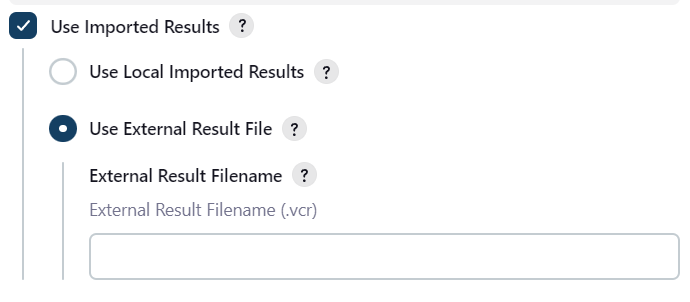 Use Imported Results ?
Use Local Imported Results ?
Use External Result File ?
External Result Filename ?
External Result Filename (.vcr)